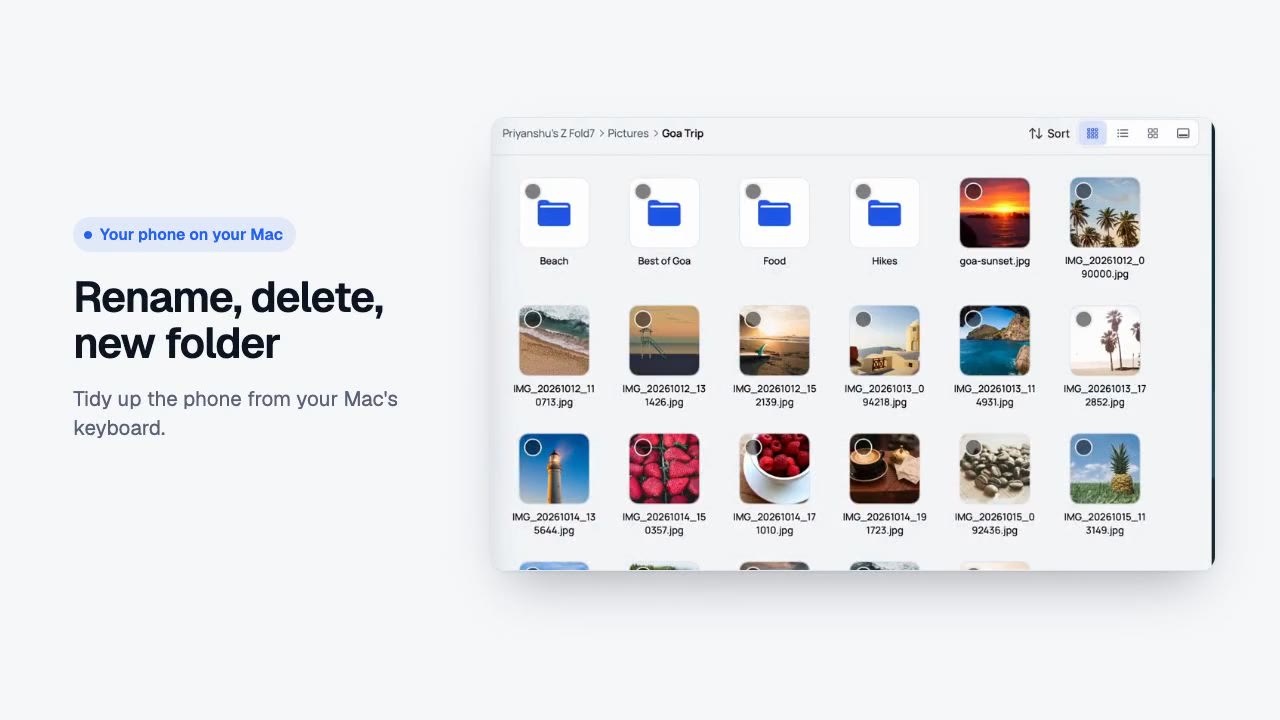 Your phone on your Mac
Rename, delete,
new folder
Tidy up the phone from your Mac's
keyboard.
Priyanshu's Z Fold7 > Pictures > Goa Trip
Sort
Beach
Best of Goa
Food
Hikes
goa-sunset.jpg
IMG_20261012_0
90000.jpg
IMG_20261012_11
0713.jpg
IMG_20261012_13
1426.jpg
IMG_20261012_15
2139.jpg
IMG_20261013_0
94218.jpg
IMG_20261013_11
4931.jpg
IMG_20261013_17
2852.jpg
IMG_20261014_13
5644.jpg
IMG_20261014_15
0357.jpg
IMG_20261014_17
1010.jpg
IMG_20261014_19
1723.jpg
IMG_20261015_0
92436.jpg
IMG_20261015_11
3149.jpg